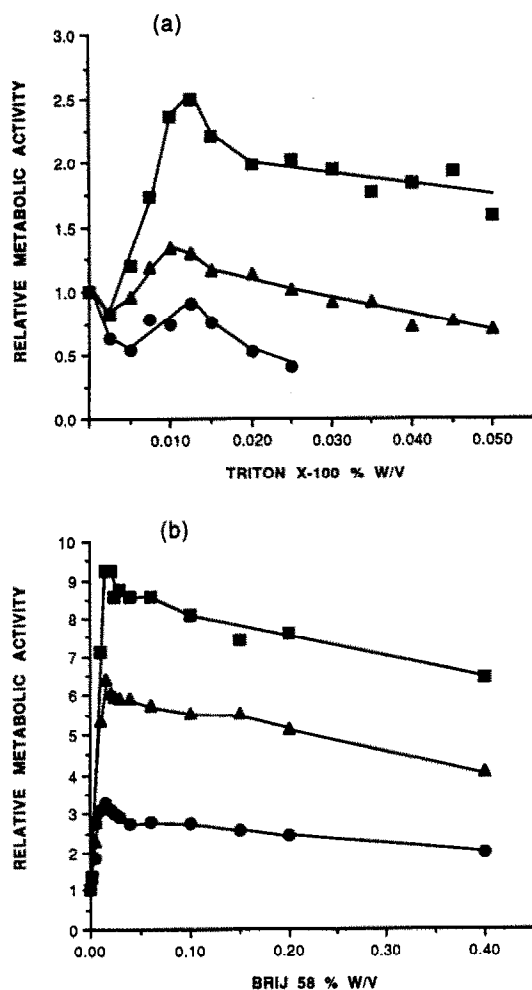 (a)
RELATIVE METABOLIC ACTIVITY
3.0
2.5
2.0
1.5
1.0
0.5
0.0
0.010 0.020 0.030 0.040 0.050
TRITON X-100 % W/V
(b)
RELATIVE METABOLIC ACTIVITY
10
9
8
7
6
5
4
3
2
1
0
0.00 0.10 0.20 0.30 0.40
BRIJ 58 % W/V